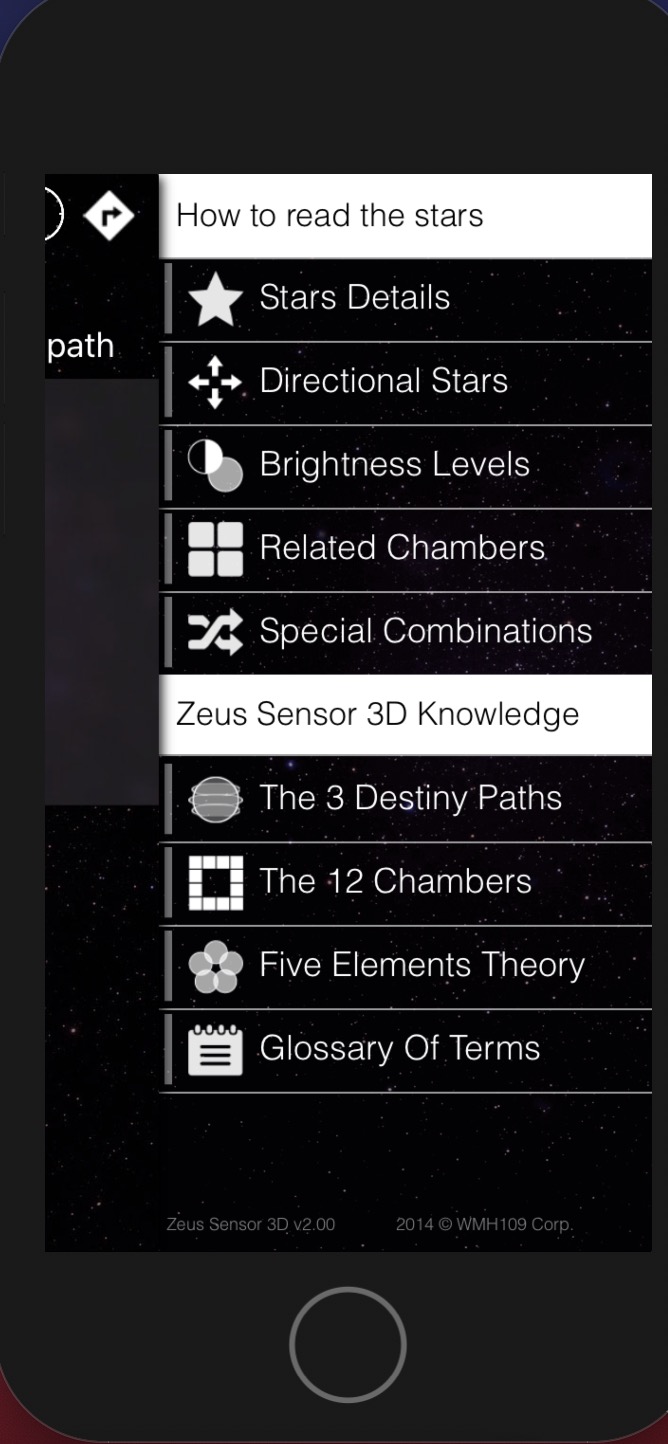 How to read the stars
path
Stars Details
Directional Stars
Brightness Levels
Related Chambers
Special Combinations
Zeus Sensor 3D Knowledge
The 3 Destiny Paths
The 12 Chambers
Five Elements Theory
Glossary Of Terms
Zeus Sensor 3D v2.00 2014 © WMH109 Corp.